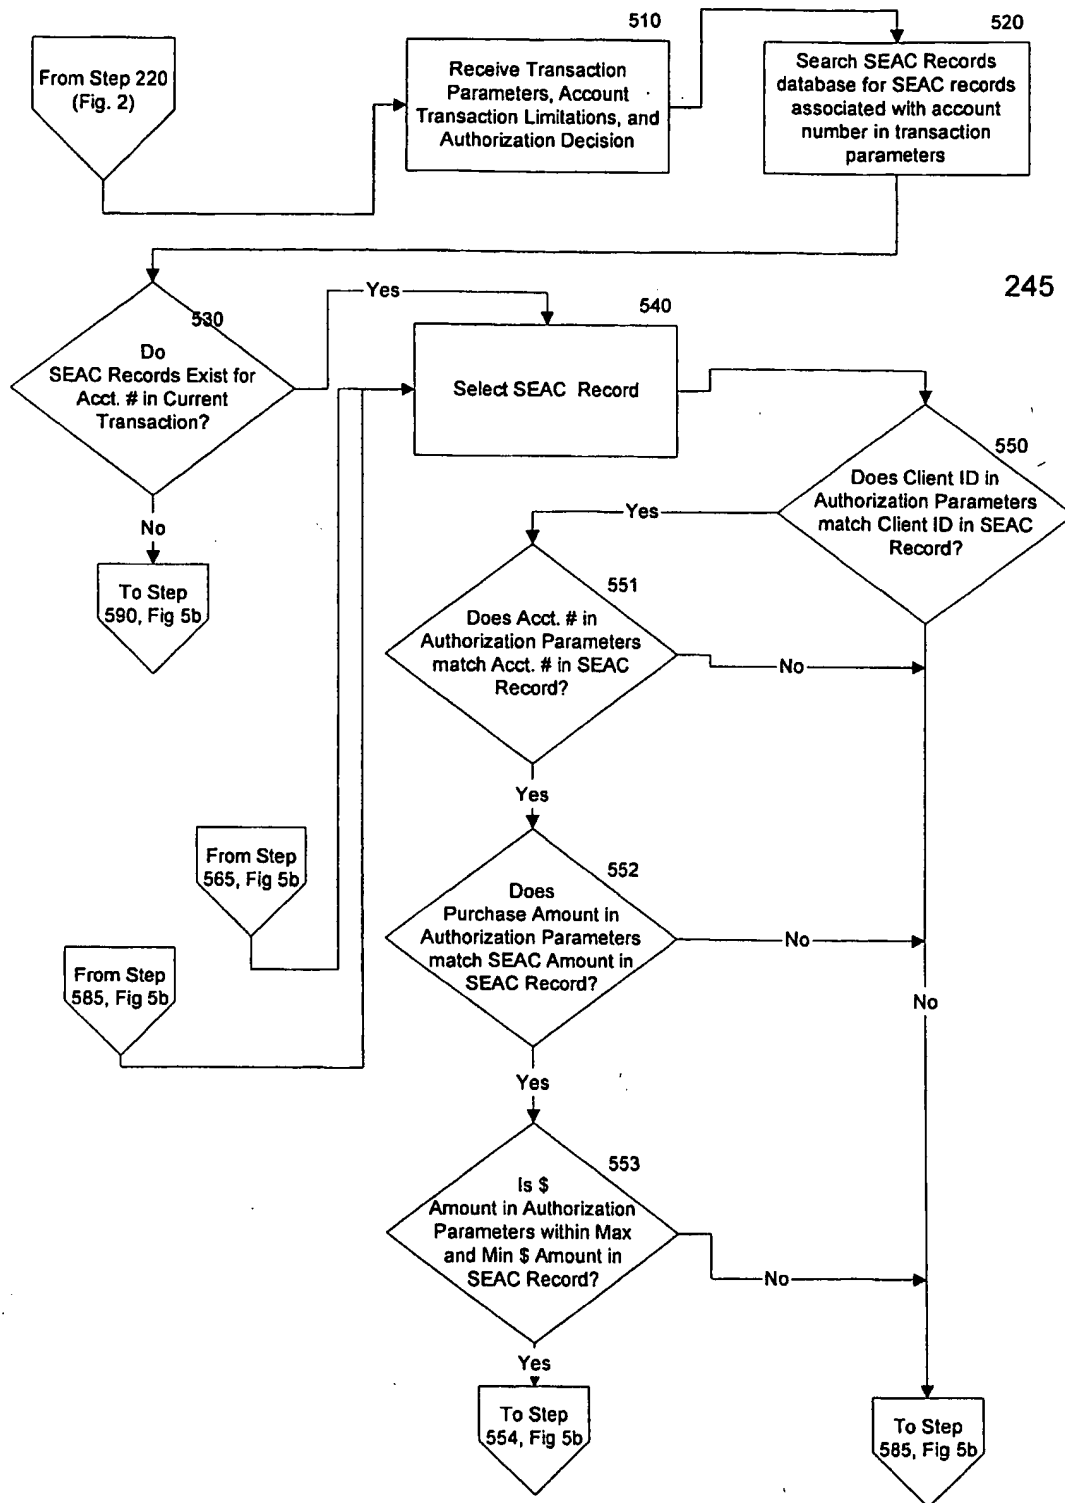 510
520
From Step 220
(Fig. 2)
Receive Transaction
Parameters, Account
Transaction Limitations, and
Authorization Decision
Search SEAC Records
database for SEAC records
associated with account
number in transaction
parameters
245
530
Do
SEAC Records Exist for
Acct. # in Current
Transaction?
Yes
540
Select SEAC Record
550
Does Client ID in
Authorization Parameters
match Client ID in SEAC
Record?
No
Yes
To Step
590, Fig 5b
551
Does Acct. # in
Authorization Parameters
match Acct. # in SEAC
Record?
No
Yes
From Step
565, Fig 5b
552
Does
Purchase Amount in
Authorization Parameters
match SEAC Amount in
SEAC Record?
No
From Step
585, Fig 5b
No
Yes
553
Is $
Amount in Authorization
Parameters within Max
and Min $ Amount in
SEAC Record?
No
Yes
To Step
554, Fig 5b
To Step
585, Fig 5b